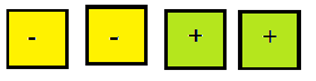 - - + +